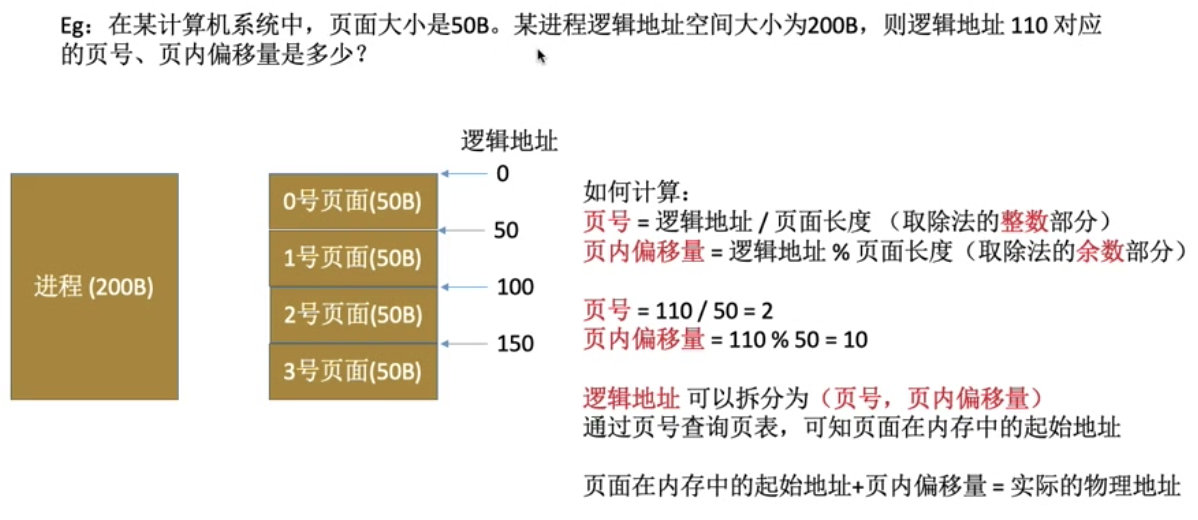 Eg：在某计算机系统中，页面大小是50B。某进程逻辑地址空间大小为200B，则逻辑地址 110 对应
的页号、页内偏移量是多少？
逻辑地址
进程 (200B)
0号页面(50B)
1号页面(50B)
2号页面(50B)
3号页面(50B)
0
50
100
150
如何计算：
页号 = 逻辑地址 / 页面长度 （取除法的整数部分）
页内偏移量 = 逻辑地址 % 页面长度（取除法的余数部分）
页号 = 110 / 50 = 2
页内偏移量 = 110 % 50 = 10
逻辑地址 可以拆分为（页号，页内偏移量）
通过页号查询页表，可知页面在内存中的起始地址
页面在内存中的起始地址+页内偏移量 = 实际的物理地址